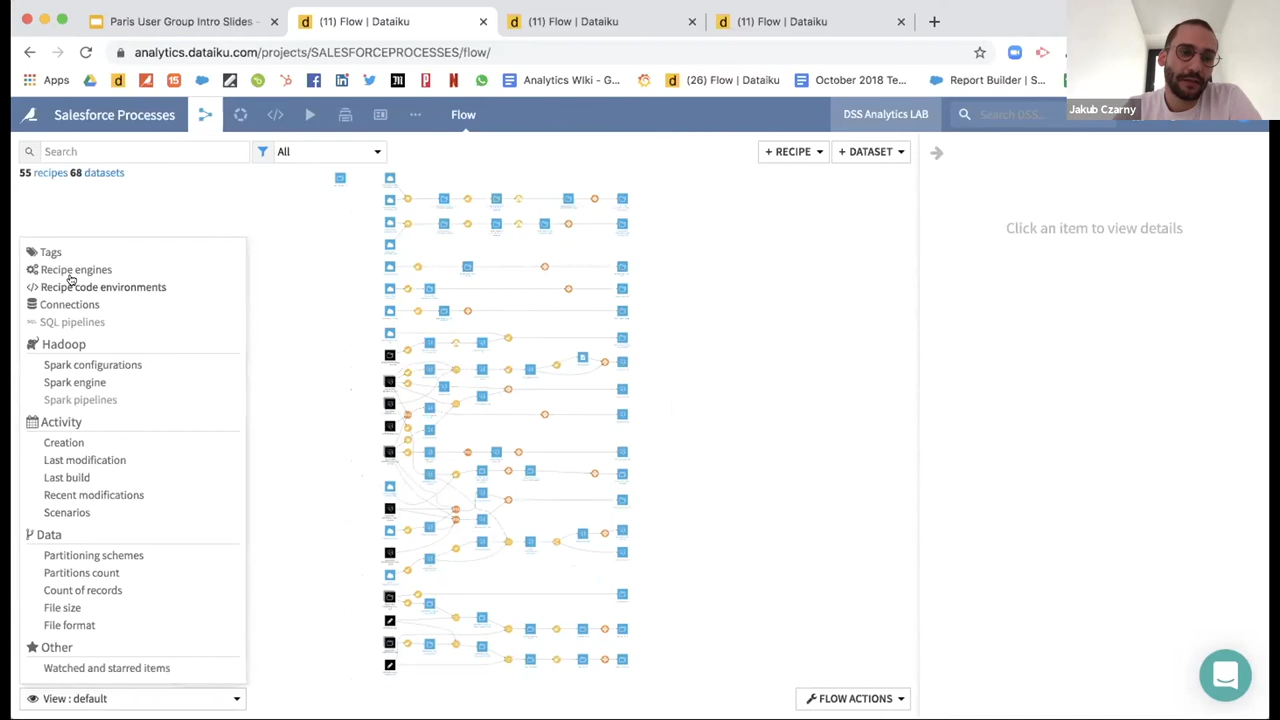 Paris User Group Intro Slides -
(11) Flow | Dataiku
(11) Flow | Dataiku
(11) Flow | Dataiku
analytics.dataiku.com/projects/SALESFORCEPROCESSES/flow/
Apps
15
Analytics Wiki - G...
(26) Flow | Dataiku
October 2018 Te...
Report Builder | S...
Jakub Czarny
Salesforce Processes
Flow
DSS Analytics LAB
Search DSS...
Search
All
+ RECIPE
+ DATASET
55 recipes 68 datasets
Click an item to view details
Tags
Recipe engines
Recipe code environments
Connections
SQL pipelines
Hadoop
Spark configurations
Spark engine
Spark pipelines
Activity
Creation
Last modification
Last build
Recent modifications
Scenarios
Data
Partitioning schemes
Partitions count
Count of records
File size
File format
Other
Watched and starred items
View : default
FLOW ACTIONS